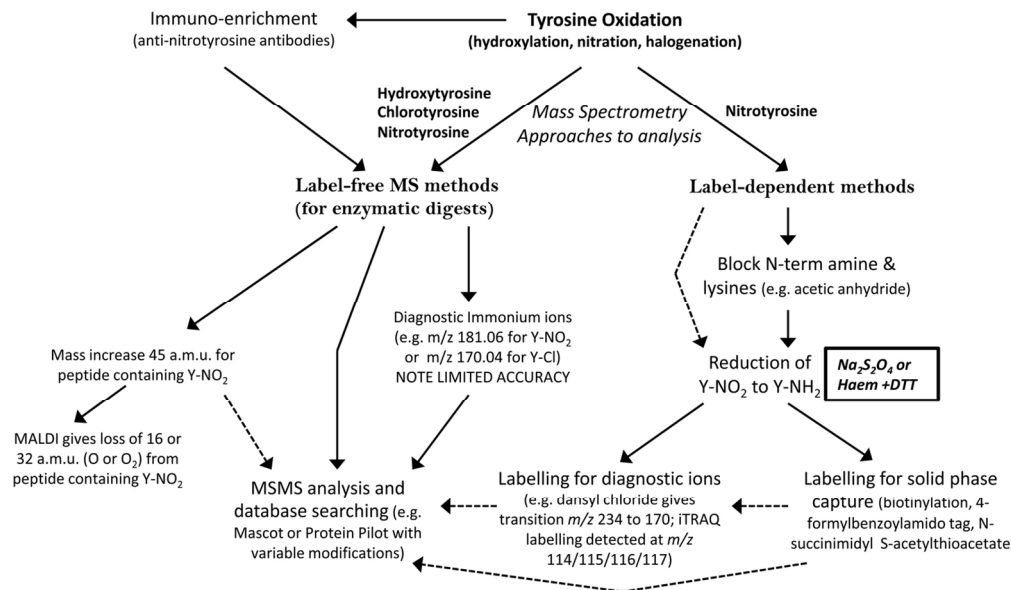 Immuno-enrichment
(anti-nitrotyrosine antibodies)
Tyrosine Oxidation
(hydroxylation, nitration, halogenation)
Hydroxytyrosine
Chlorotyrosine
Nitrotyrosine
Mass Spectrometry
Approaches to analysis
Nitrotyrosine
Label-free MS methods
(for enzymatic digests)
Label-dependent methods
Block N-term amine &
lysines (e.g. acetic anhydride)
Diagnostic Immonium ions
(e.g. m/z 181.06 for Y-NO₂
or m/z 170.04 for Y-Cl)
NOTE LIMITED ACCURACY
Mass increase 45 a.m.u. for
peptide containing Y-NO₂
Reduction of
Y-NO₂ to Y-NH₂
Na₂S₂O₄ or
Haem +DTT
MALDI gives loss of 16 or
32 a.m.u. (O or O₂) from
peptide containing Y-NO₂
MSMS analysis and
database searching (e.g.
Mascot or Protein Pilot with
variable modifications)
Labelling for diagnostic ions
(e.g. dansyl chloride gives
transition m/z 234 to 170; iTRAQ
labelling detected at m/z
114/115/116/117)
Labelling for solid phase
capture (biotinylation, 4-
formylbenzoylamido tag, N-
succinimidyl S-acetylthioacetate